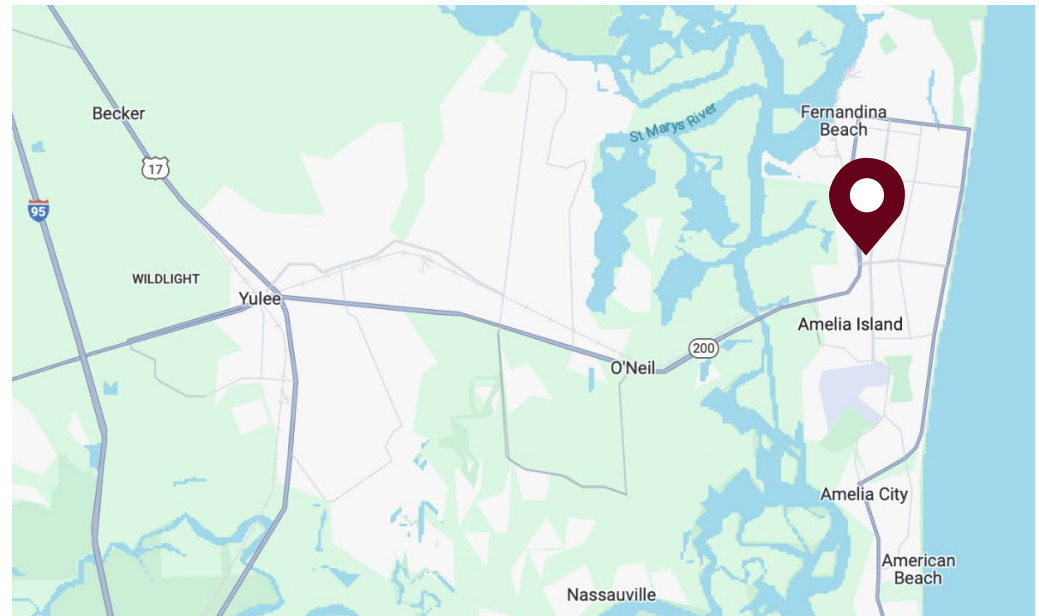 Becker
17
95
WILDLIGHT
Yulee
St Marys River
Fernandina
Beach
200
O'Neil
Amelia Island
Amelia City
American
Beach
Nassauville